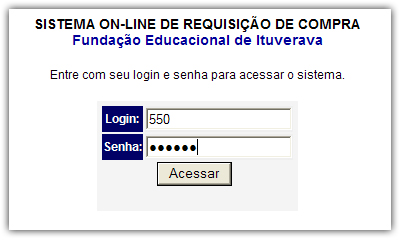 SISTEMA ON-LINE DE REQUISIÇÃO DE COMPRA
Fundação Educacional de Ituverava
Entre com seu login e senha para acessar o sistema.
Login: 550
Senha: ●●●●●●
Acessar